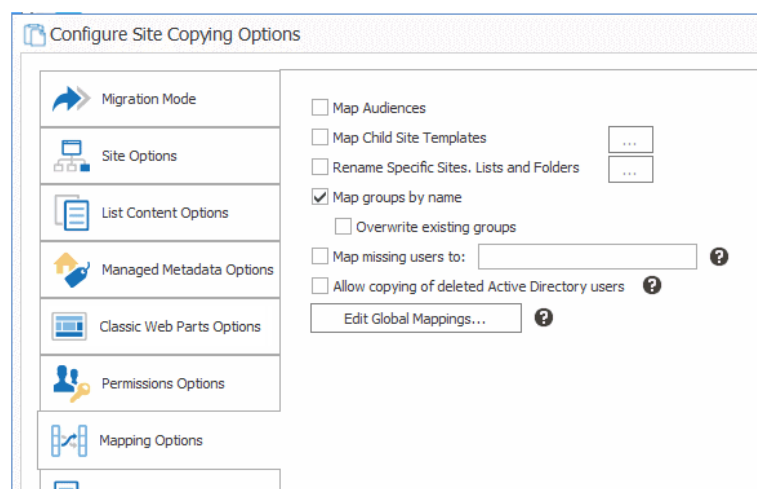 Configure Site Copying Options
Migration Mode
Site Options
List Content Options
Managed Metadata Options
Classic Web Parts Options
Permissions Options
Mapping Options
Map Audiences
Map Child Site Templates ...
Rename Specific Sites. Lists and Folders ...
Map groups by name
Overwrite existing groups
Map missing users to: ?
Allow copying of deleted Active Directory users ?
Edit Global Mappings... ?